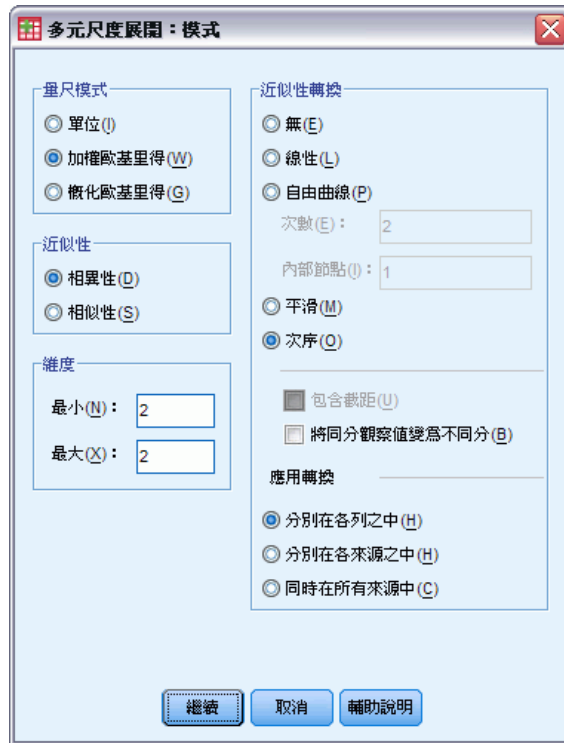 多元尺度展開：模式
量尺模式
單位(I)
加權歐基里得(W)
概化歐基里得(G)
近似性
相異性(D)
相似性(S)
維度
最小(N)： 2
最大(X)： 2
近似性轉換
無(E)
線性(L)
自由曲線(P)
次數(E)： 2
內部節點(I)： 1
平滑(M)
次序(O)
包含截距(U)
將同分觀察值變為不同分(B)
應用轉換
分別在各列之中(H)
分別在各來源之中(H)
同時在所有來源中(C)
繼續 取消 輔助說明